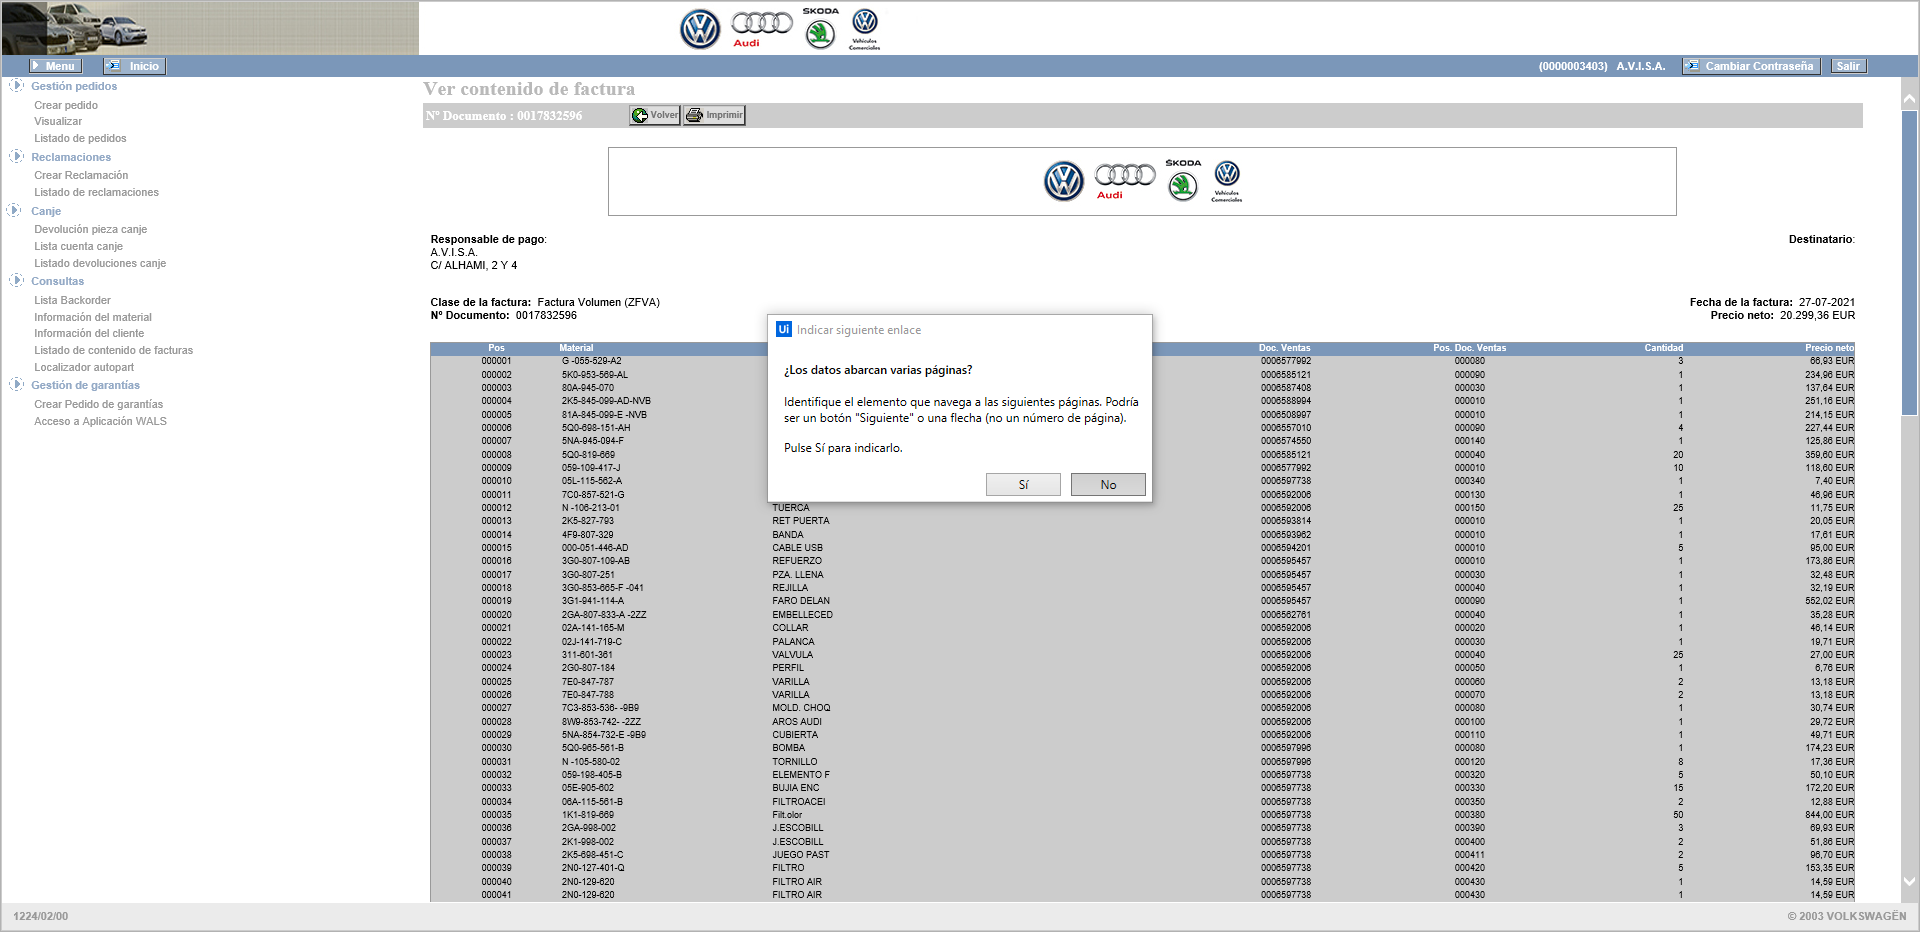 Audi
ŠKODA
Vehículos
Comerciales
Menu
Inicio
(0000003403) A.V.I.S.A.
Cambiar Contraseña
Salir
Gestión pedidos
Crear pedido
Visualizar
Listado de pedidos
Reclamaciones
Crear Reclamación
Listado de reclamaciones
Canje
Devolución pieza canje
Lista cuenta canje
Listado devoluciones canje
Consultas
Lista Backorder
Información del material
Información del cliente
Listado de contenido de facturas
Localizador autopart
Gestión de garantías
Crear Pedido de garantías
Acceso a Aplicación WALS
Ver contenido de factura
Nº Documento : 0017832596
Volver
Imprimir
Audi
ŠKODA
Vehículos
Comerciales
Responsable de pago:
A.V.I.S.A.
C/ ALHAMI, 2 Y 4
Destinatario:
Clase de la factura: Factura Volumen (ZFVA)
Nº Documento: 0017832596
Fecha de la factura: 27-07-2021
Precio neto: 20.299,36 EUR
Ui Indicar siguiente enlace
¿Los datos abarcan varias páginas?
Identifique el elemento que navega a las siguientes páginas. Podría
ser un botón "Siguiente" o una flecha (no un número de página).
Pulse Sí para indicarlo.
Sí
No
Pos Material Doc. Ventas Pos. Doc. Ventas Cantidad Precio neto
000001 G -055-529-A2 0006577992 000080 3 66,93 EUR
000002 5K0-953-569-AL 0006585121 000090 1 234,96 EUR
000003 80A-945-070 0006587408 000030 1 137,64 EUR
000004 2K5-845-099-AD-NVB 0006588994 000010 1 251,16 EUR
000005 81A-845-099-E -NVB 0006508997 000010 1 214,15 EUR
000006 5Q0-698-151-AH 0006557010 000090 4 227,44 EUR
000007 5NA-945-094-F 0006574550 000140 1 125,86 EUR
000008 5Q0-819-669 0006585121 000040 20 359,60 EUR
000009 059-109-417-J 0006577992 000010 10 118,60 EUR
000010 05L-115-562-A 0006597738 000340 1 7,40 EUR
000011 7C0-857-521-G 0006592006 000130 1 46,96 EUR
000012 N -106-213-01 TUERCA 0006592006 000150 25 11,75 EUR
000013 2K5-827-793 RET PUERTA 0006593814 000010 1 20,05 EUR
000014 4F9-807-329 BANDA 0006593962 000010 1 17,61 EUR
000015 000-051-446-AD CABLE USB 0006594201 000010 5 95,00 EUR
000016 3G0-807-109-AB REFUERZO 0006595457 000010 1 173,86 EUR
000017 3G0-807-251 PZA. LLENA 0006595457 000030 1 32,48 EUR
000018 3G0-853-665-F -041 REJILLA 0006595457 000040 1 32,19 EUR
000019 3G1-941-114-A FARO DELAN 0006595457 000090 1 552,02 EUR
000020 2GA-807-833-A -2ZZ EMBELLECED 0006562761 000040 1 35,28 EUR
000021 02A-141-165-M COLLAR 0006592006 000020 1 46,14 EUR
000022 02J-141-719-C PALANCA 0006592006 000030 1 19,71 EUR
000023 311-601-361 VALVULA 0006592006 000040 25 27,00 EUR
000024 2G0-807-184 PERFIL 0006592006 000050 1 6,76 EUR
000025 7E0-847-787 VARILLA 0006592006 000060 2 13,18 EUR
000026 7E0-847-788 VARILLA 0006592006 000070 2 13,18 EUR
000027 7C3-853-536- -9B9 MOLD. CHOQ 0006592006 000080 1 30,74 EUR
000028 8W9-853-742- -2ZZ AROS AUDI 0006592006 000100 1 29,72 EUR
000029 5NA-854-732-E -9B9 CUBIERTA 0006592006 000110 1 49,71 EUR
000030 5Q0-965-561-B BOMBA 0006597996 000080 1 174,23 EUR
000031 N -105-580-02 TORNILLO 0006597996 000120 8 17,36 EUR
000032 059-198-405-B ELEMENTO F 0006597738 000320 5 50,10 EUR
000033 05E-905-602 BUJIA ENC 0006597738 000330 15 172,20 EUR
000034 06A-115-561-B FILTROACEI 0006597738 000350 2 12,88 EUR
000035 1K1-819-669 Filt.olor 0006597738 000380 50 844,00 EUR
000036 2GA-998-002 J.ESCOBILL 0006597738 000390 3 69,93 EUR
000037 2K1-998-002 J.ESCOBILL 0006597738 000400 2 51,86 EUR
000038 2K5-698-451-C JUEGO PAST 0006597738 000411 2 96,70 EUR
000039 2N0-127-401-Q FILTRO 0006597738 000420 5 153,35 EUR
000040 2N0-129-620 FILTRO AIR 0006597738 000430 1 14,59 EUR
000041 2N0-129-620 FILTRO AIR 0006597738 000430 1 14,59 EUR
1224/02/00
© 2003 VOLKSWAGËN